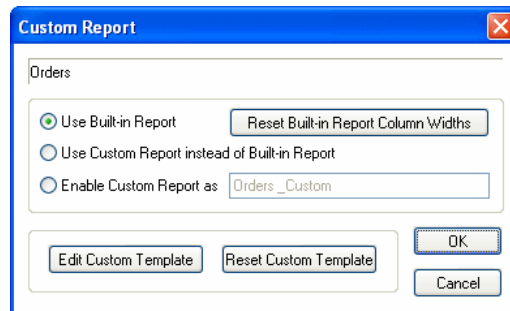 Custom Report
Orders
Use Built-in Report
Reset Built-in Report Column Widths
Use Custom Report instead of Built-in Report
Enable Custom Report as
Orders _Custom
OK
Edit Custom Template
Reset Custom Template
Cancel